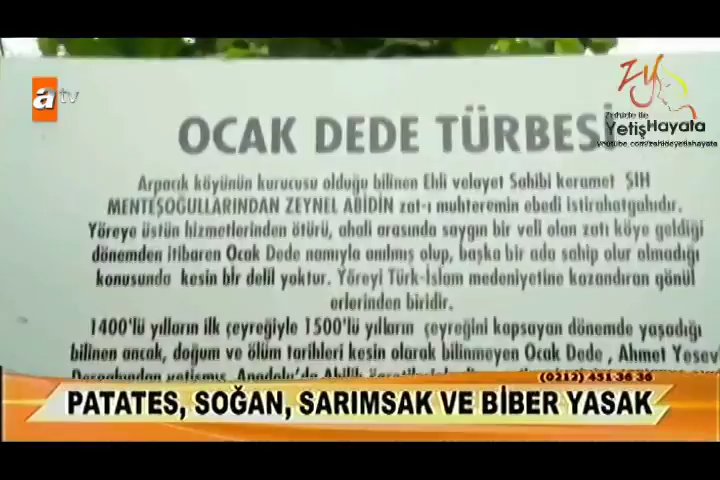 atv
Zahide ile
Yetiş Hayata
youtube.com/zahideyetishayata
OCAK DEDE TÜRBESİ
Arpacık köyünün kurucusu olduğu bilinen Ehli velayet Sahibi keramet ŞIH
MENTEŞOĞULLARINDAN ZEYNEL ABİDİN zat-ı muhteremin ebedi istirahatgahıdır.
Yöreye üstün hizmetlerinden ötürü, ahali arasında saygın bir veli olan zatı köye geldiği
dönemden itibaren Ocak Dede namıyla anılmış olup, başka bir ada sahip olur olmadığı
konusunda kesin bir delil yoktur. Yöreyi Türk-İslam medeniyetine kazandıran gönül
erlerinden biridir.
1400'lü yılların ilk çeyreğiyle 1500'lü yılların çeyreğini kapsayan dönemde yaşadığı
bilinen ancak, doğum ve ölüm tarihleri kesin olarak bilinmeyen Ocak Dede , Ahmet Yesev
(0212) 451 36 36
PATATES, SOĞAN, SARIMSAK VE BİBER YASAK